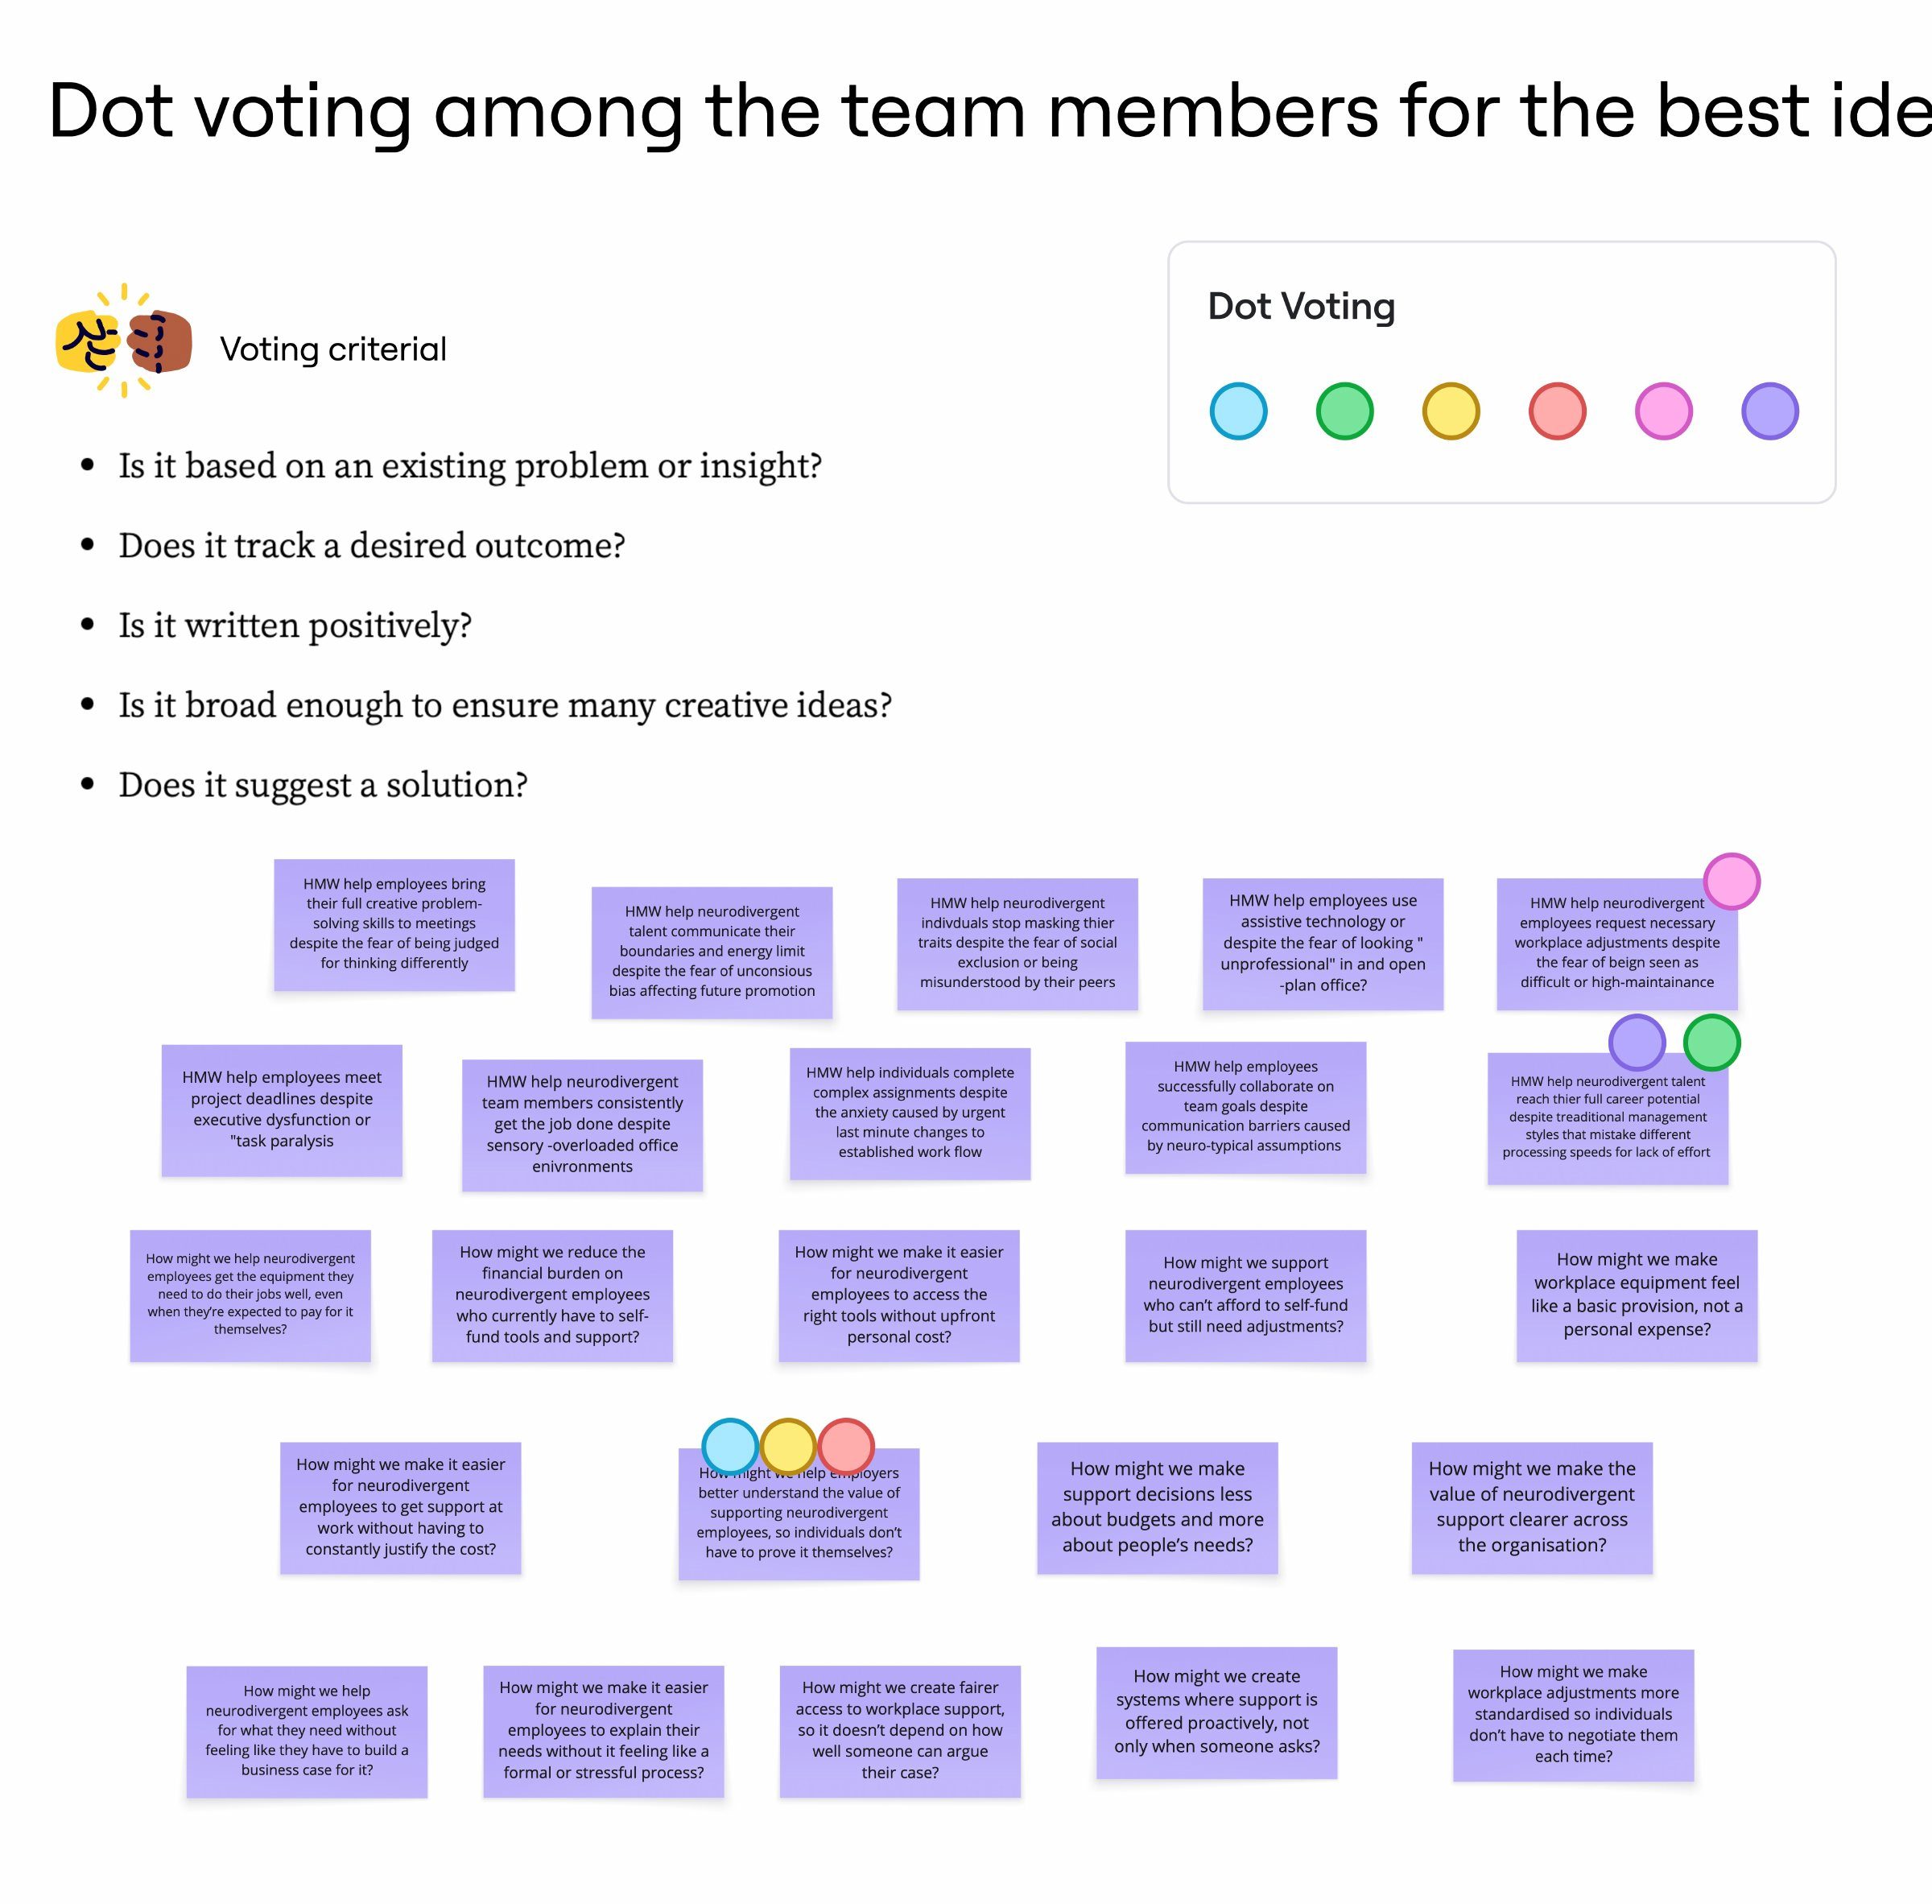 Dot voting among the team members for the best ide
Dot Voting
Voting criterial
Is it based on an existing problem or insight?
Does it track a desired outcome?
Is it written positively?
Is it broad enough to ensure many creative ideas?
Does it suggest a solution?
HMW help employees bring
their full creative problem-
solving skills to meetings
despite the fear of being judged
for thinking differently
HMW help neurodivergent
talent communicate their
boundaries and energy limit
despite the fear of unconsious
bias affecting future promotion
HMW help neurodivergent
indivduals stop masking thier
traits despite the fear of social
exclusion or being
misunderstood by their peers
HMW help employees use
assistive technology or
despite the fear of looking "
unprofessional" in and open
-plan office?
HMW help neurodivergent
employees request necessary
workplace adjustments despite
the fear of beign seen as
difficult or high-maintainance
HMW help employees meet
project deadlines despite
executive dysfunction or
"task paralysis
HMW help neurodivergent
team members consistently
get the job done despite
sensory -overloaded office
enivronments
HMW help individuals complete
complex assignments despite
the anxiety caused by urgent
last minute changes to
established work flow
HMW help employees
successfully collaborate on
team goals despite
communication barriers caused
by neuro-typical assumptions
HMW help neurodivergent talent
reach thier full career potential
despite treaditional management
styles that mistake different
processing speeds for lack of effort
How might we help neurodivergent
employees get the equipment they
need to do their jobs well, even
when they’re expected to pay for it
themselves?
How might we reduce the
financial burden on
neurodivergent employees
who currently have to self-
fund tools and support?
How might we make it easier
for neurodivergent
employees to access the
right tools without upfront
personal cost?
How might we support
neurodivergent employees
who can’t afford to self-fund
but still need adjustments?
How might we make
workplace equipment feel
like a basic provision, not a
personal expense?
How might we make it easier
for neurodivergent
employees to get support at
work without having to
constantly justify the cost?
How might we help employers
better understand the value of
supporting neurodivergent
employees, so individuals don’t
have to prove it themselves?
How might we make
support decisions less
about budgets and more
about people’s needs?
How might we make the
value of neurodivergent
support clearer across
the organisation?
How might we help
neurodivergent employees ask
for what they need without
feeling like they have to build a
business case for it?
How might we make it easier
for neurodivergent
employees to explain their
needs without it feeling like a
formal or stressful process?
How might we create fairer
access to workplace support,
so it doesn’t depend on how
well someone can argue
their case?
How might we create
systems where support is
offered proactively, not
only when someone asks?
How might we make
workplace adjustments more
standardised so individuals
don’t have to negotiate them
each time?